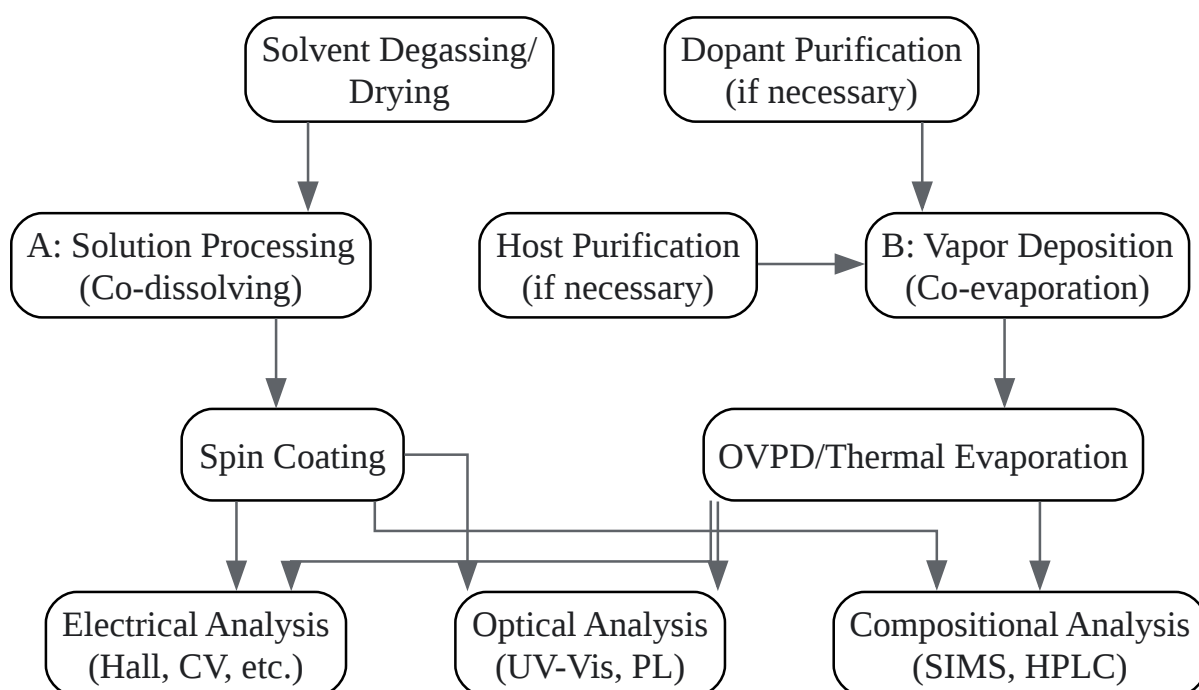 Solvent Degassing/
Drying
Dopant Purification
(if necessary)
A: Solution Processing
(Co-dissolving)
Host Purification
(if necessary)
B: Vapor Deposition
(Co-evaporation)
Spin Coating
OVPD/Thermal Evaporation
Electrical Analysis
(Hall, CV, etc.)
Optical Analysis
(UV-Vis, PL)
Compositional Analysis
(SIMS, HPLC)